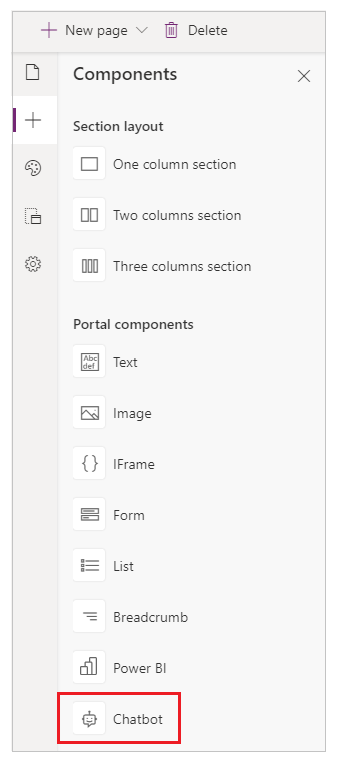 New page Delete
Components
Section layout
One column section
Two columns section
Three columns section
Portal components
Abc
def
Text
Image
IFrame
Form
List
Breadcrumb
Power BI
Chatbot